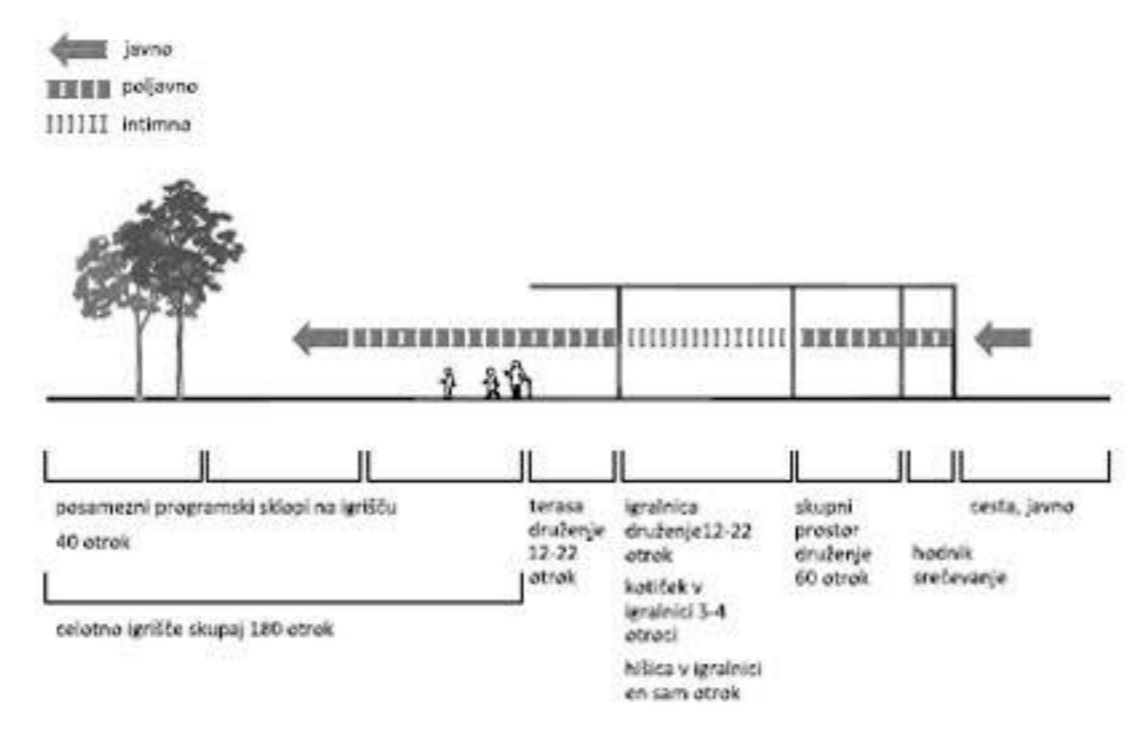 javno
poljavno
intimno
posamezni programski sklopi na igrišču
40 otrok
celotno igrišče skupaj 180 otrok
terasa
druženje
12-22
otrok
igralnica
druženje12-22
otrok
kotiček v
igralnici 3-4
otroci
hišica v igralnici
en sam otrok
skupni
prostor
druženje
60 otrok
hodnik
srečevanje
cesta, javno